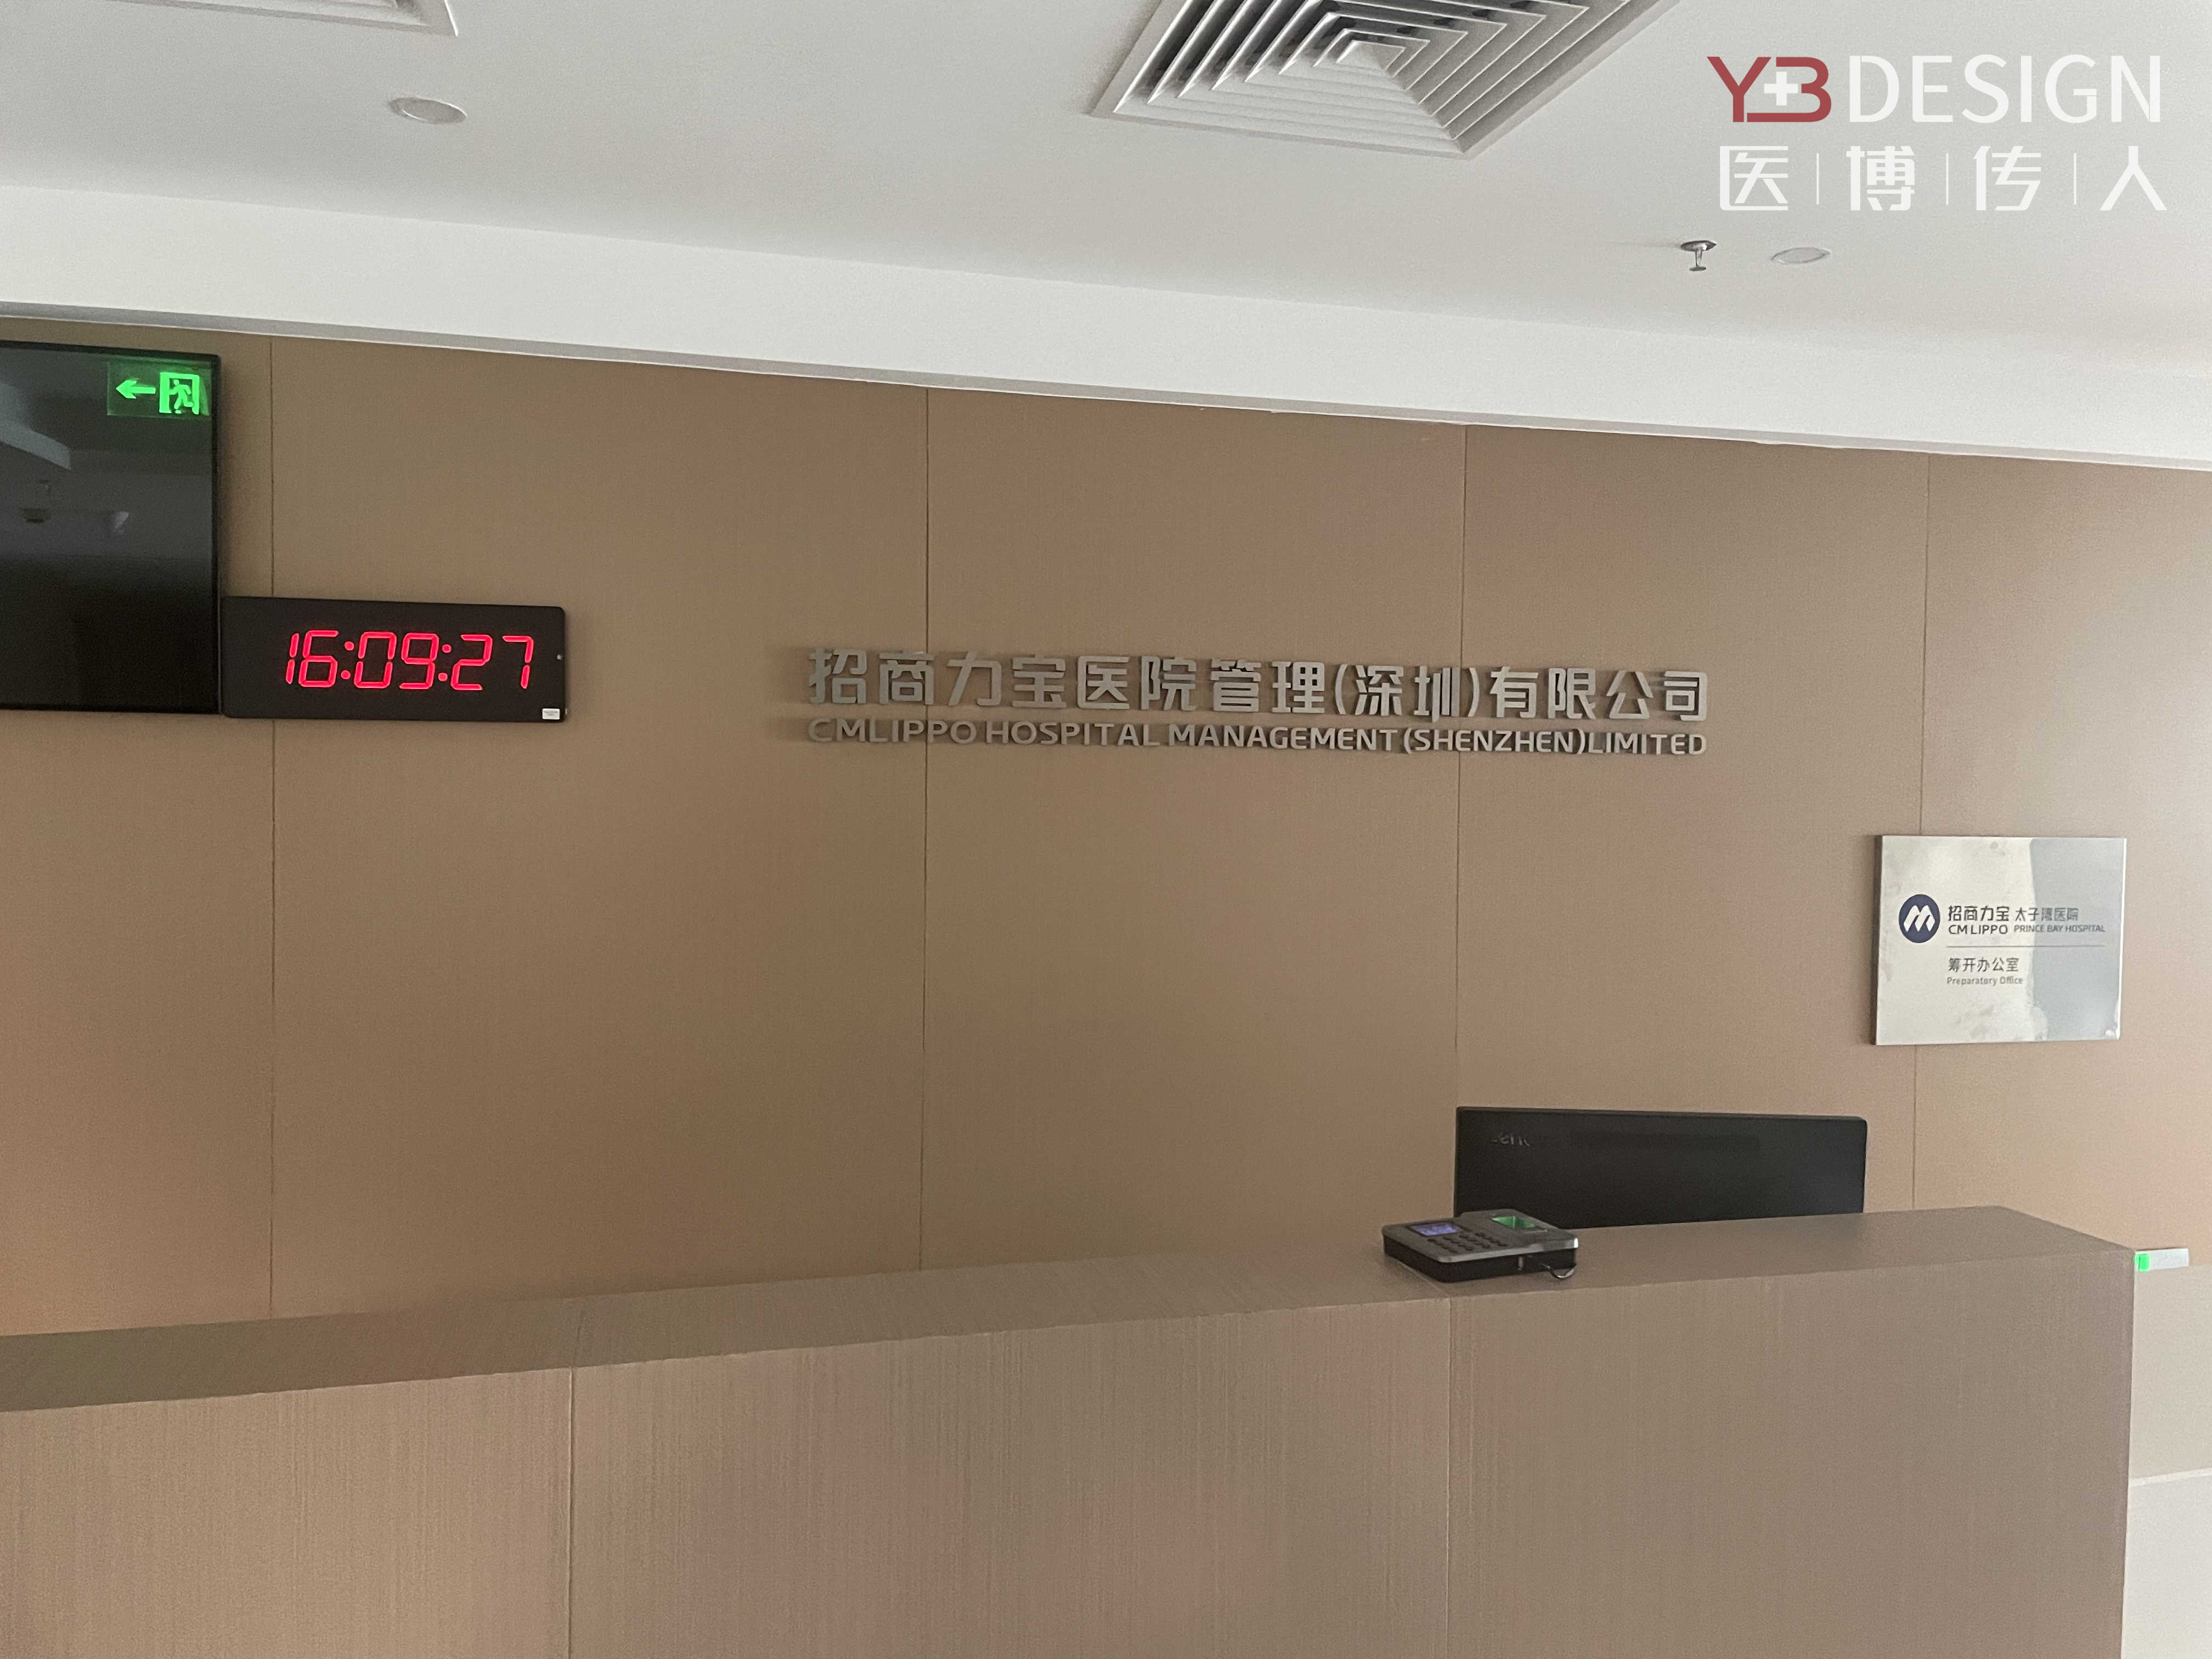 YB DESIGN
医博传人
16:09:27
招商力宝医院管理(深圳)有限公司
CMLIPPO HOSPITAL MANAGEMENT (SHENZHEN) LIMITED
招商力宝 太子湾医院
CM LIPPO PRINCE BAY HOSPITAL
筹开办公室
Preparatory Office